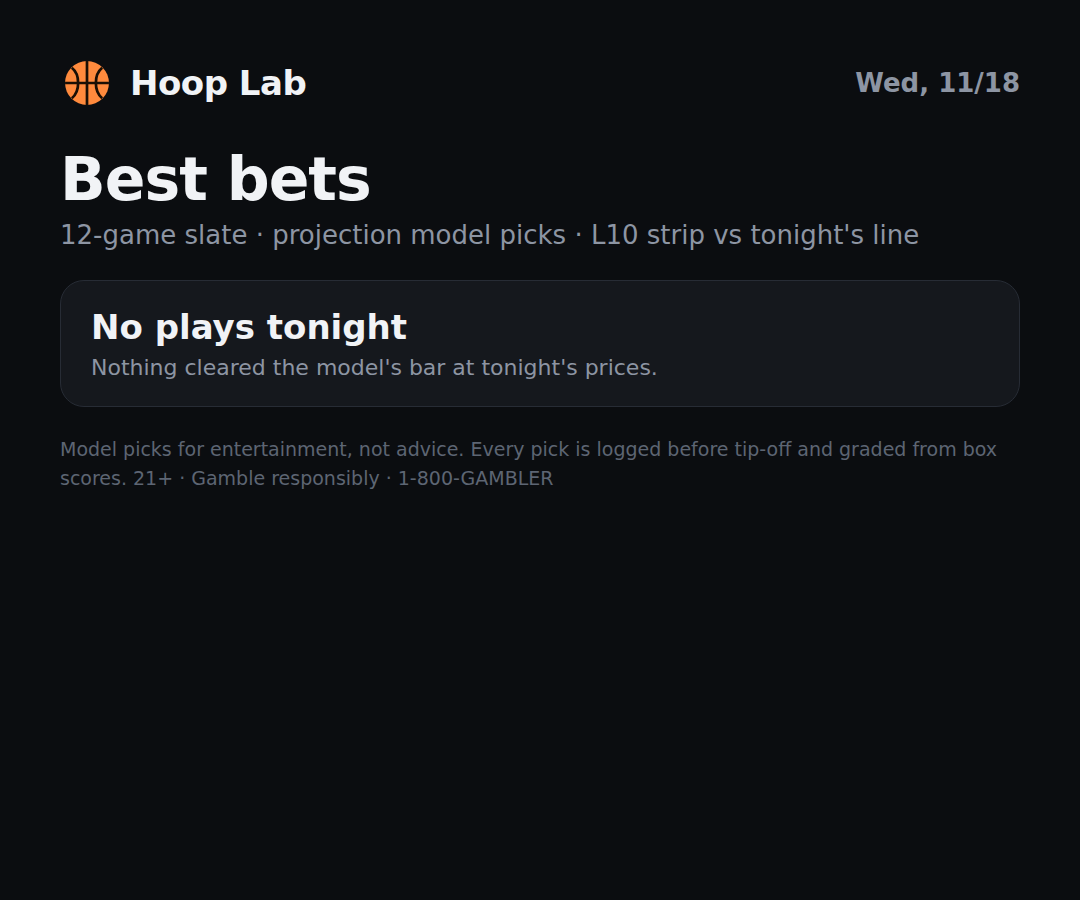 Hoop Lab
Wed, 11/18
Best bets
12-game slate · projection model picks · L10 strip vs tonight's line
No plays tonight
Nothing cleared the model's bar at tonight's prices.
Model picks for entertainment, not advice. Every pick is logged before tip-off and graded from box
scores. 21+ · Gamble responsibly · 1-800-GAMBLER